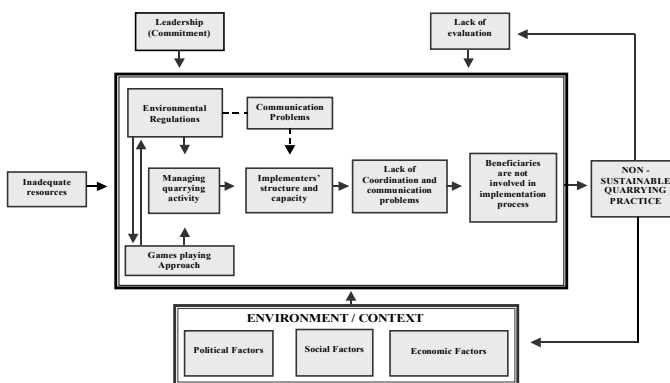 Leadership
(Commitment)
Lack of
evaluation
Environmental
Regulations
Communication
Problems
Inadequate
resources
Managing
quarrying
activity
Implementers'
structure and
capacity
Lack of
Coordination and
communication
problems
Beneficiaries are
not involved in
implementation
process
NON -
SUSTAINABLE
QUARRYING
PRACTICE
Games playing
Approach
ENVIRONMENT / CONTEXT
Political Factors
Social Factors
Economic Factors